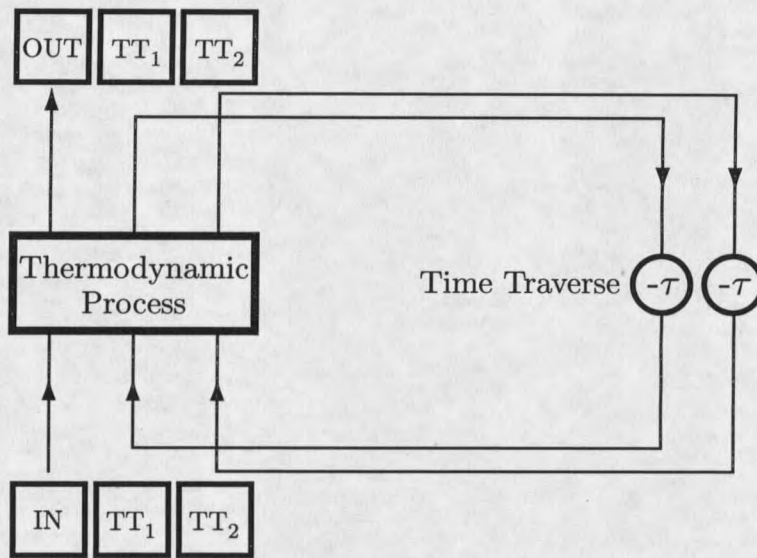 OUT TT₁ TT₂
Thermodynamic
Process
Time Traverse -τ -τ
IN TT₁ TT₂